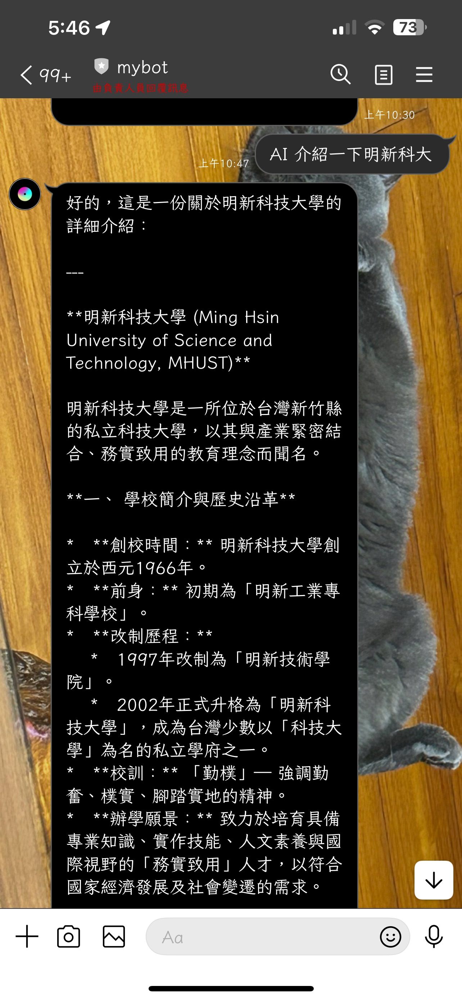 5:46
73
99+
mybot
由負責人員回覆訊息
上午10:30
AI 介紹一下明新科大
上午10:47
好的，這是一份關於明新科技大學的
詳細介紹：
---
**明新科技大學 (Ming Hsin
University of Science and
Technology, MHUST)**
明新科技大學是一所位於台灣新竹縣
的私立科技大學，以其與產業緊密結
合、務實致用的教育理念而聞名。
**一、 學校簡介與歷史沿革**
* **創校時間：** 明新科技大學創
立於西元1966年。
* **前身：** 初期為「明新工業專
科學校」。
* **改制歷程：**
* 1997年改制為「明新技術學
院」。
* 2002年正式升格為「明新科
技大學」，成為台灣少數以「科技大
學」為名的私立學府之一。
* **校訓：** 「勤樸」— 強調勤
奮、樸實、腳踏實地的精神。
* **辦學願景：** 致力於培育具備
專業知識、實作技能、人文素養與國
際視野的「務實致用」人才，以符合
國家經濟發展及社會變遷的需求。
Aa